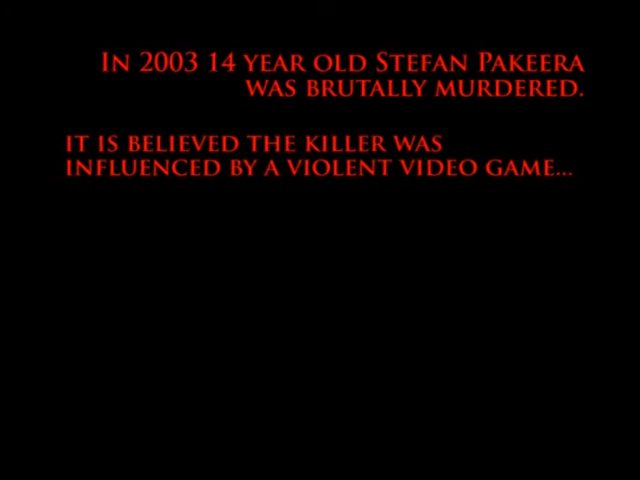 In 2003 14 year old Stefan Pakeera
was brutally murdered.
it is believed the killer was
influenced by a violent video game...